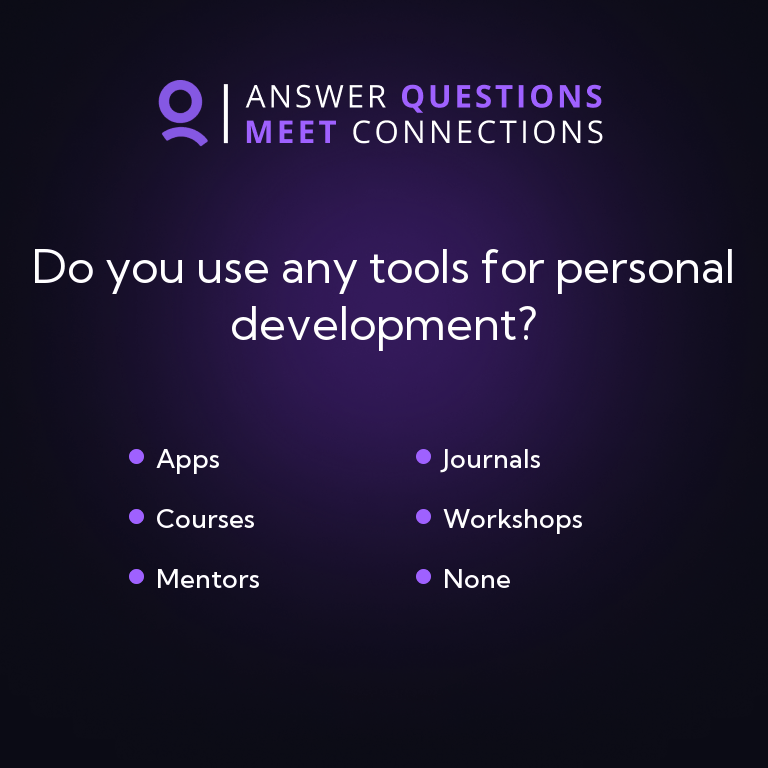 ANSWER QUESTIONS
MEET CONNECTIONS
Do you use any tools for personal
development?
Apps
Journals
Courses
Workshops
Mentors
None